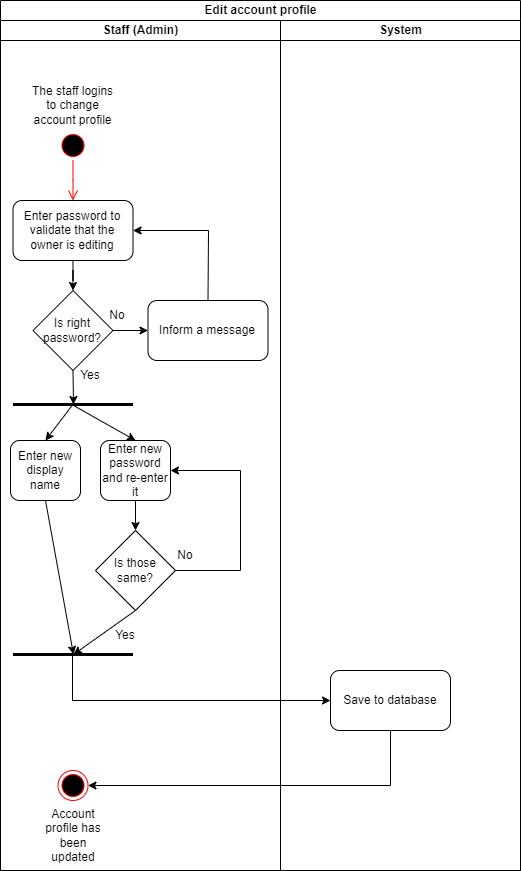 Edit account profile
Staff (Admin)
System
The staff logins
to change
account profile
Enter password to
validate that the
owner is editing
No
Is right
password?
Inform a message
Yes
Enter new
display
name
Enter new
password
and re-enter
it
No
Is those
same?
Yes
Save to database
Account
profile has
been
updated